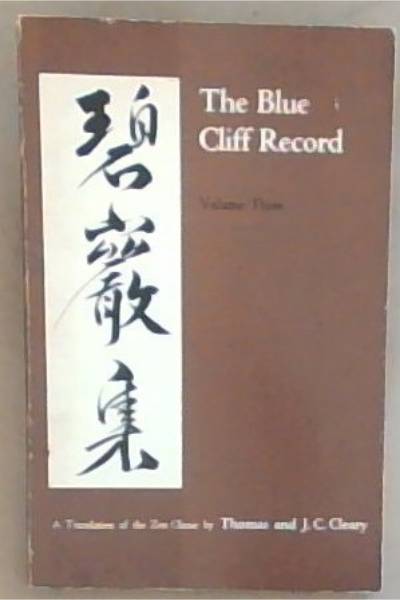 碧
巖
集
The Blue
Cliff Record
Volume Three
A Translation of the Zen Classic by Thomas and J. C. Cleary